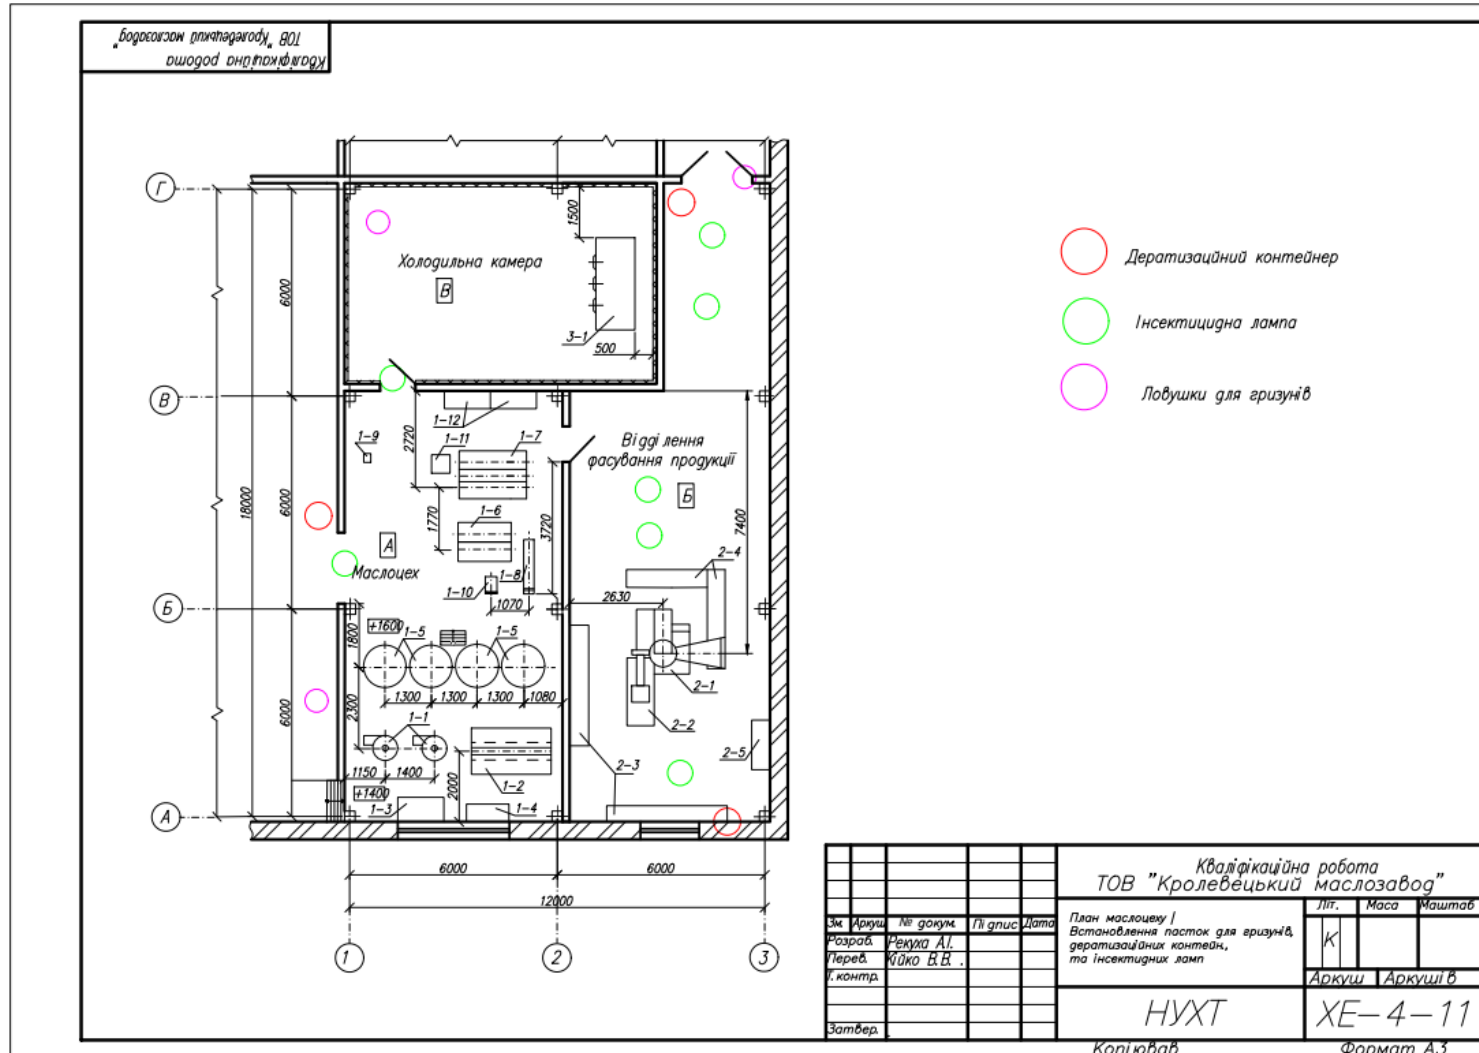 Кваліфікаційна робота
ТОВ "Кролевецький маслозавод"
Г
В
Б
А
1
2
3
18000
6000
6000
6000
Холодильна камера
В
1500
3-1
500
Дератизаційний контейнер
Інсектицидна лампа
Ловушки для гризунів
1-12
1-9
1-11
1-7
2720
1770
1-6
А
Маслоцех
1-10
1-8
3720
1070
Відділення
фасування продукції
Б
7400
2-4
2630
2-1
2-2
2-3
2-5
+1600
1800
1-5
1-5
1300
1300
1300
1080
2300
1-1
1150
1400
+1400
1-3
2000
1-2
1-4
6000
6000
12000
Кваліфікаційна робота
ТОВ "Кролевецький маслозавод"
Зм. Аркуш № докум. Підпис Дата
Розраб. Рекуха А.І.
Перев. Кійко В.В.
Т.контр.
Затвер.
План маслоцеху /
Встановлення пасток для гризунів,
дератизаційних контейн.,
та інсектидних ламп
Літ. Маса Маштаб
К
Аркуш Аркушів
НУХТ
ХЕ-4-11
Копіював
Формат А3